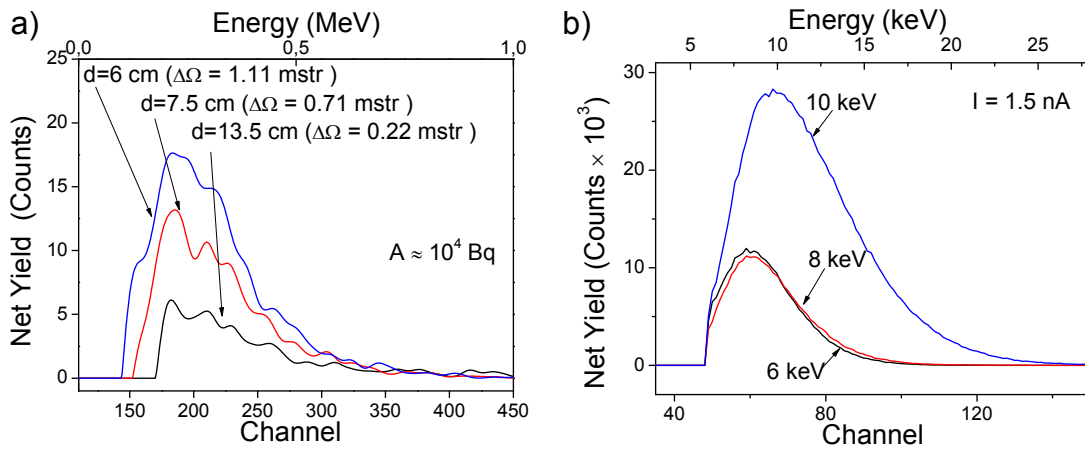 a)
Energy (MeV)
0,0 0,5 1,0
d=6 cm (ΔΩ = 1.11 mstr )
d=7.5 cm (ΔΩ = 0.71 mstr )
d=13.5 cm (ΔΩ = 0.22 mstr )
A ≈ 10⁴ Bq
Net Yield (Counts)
25
20
15
10
5
0
150 200 250 300 350 400 450
Channel
b)
Energy (keV)
5 10 15 20 25
I = 1.5 nA
10 keV
8 keV
6 keV
Net Yield (Counts × 10³)
30
20
10
0
40 80 120
Channel